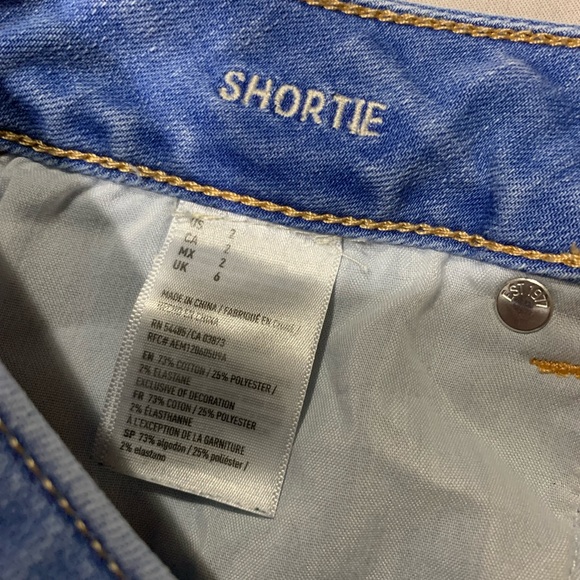 SHORTIE
US 2
CA 2
MX 2
UK 6
MADE IN CHINA / FABRIQUÉ EN CHINE /
HECHO EN CHINA
RN 54485/CA 03873
EST 1977
EN 73% COTTON / 25% POLYESTER /
2% ELASTANE
EXCLUSIVE OF DECORATION
FR 73% COTON / 25% POLYESTER /
2% ÉLASTHANNE
À L'EXCEPTION DE LA GARNITURE
SP 73% algodón / 25% poliéster /
2% elastano